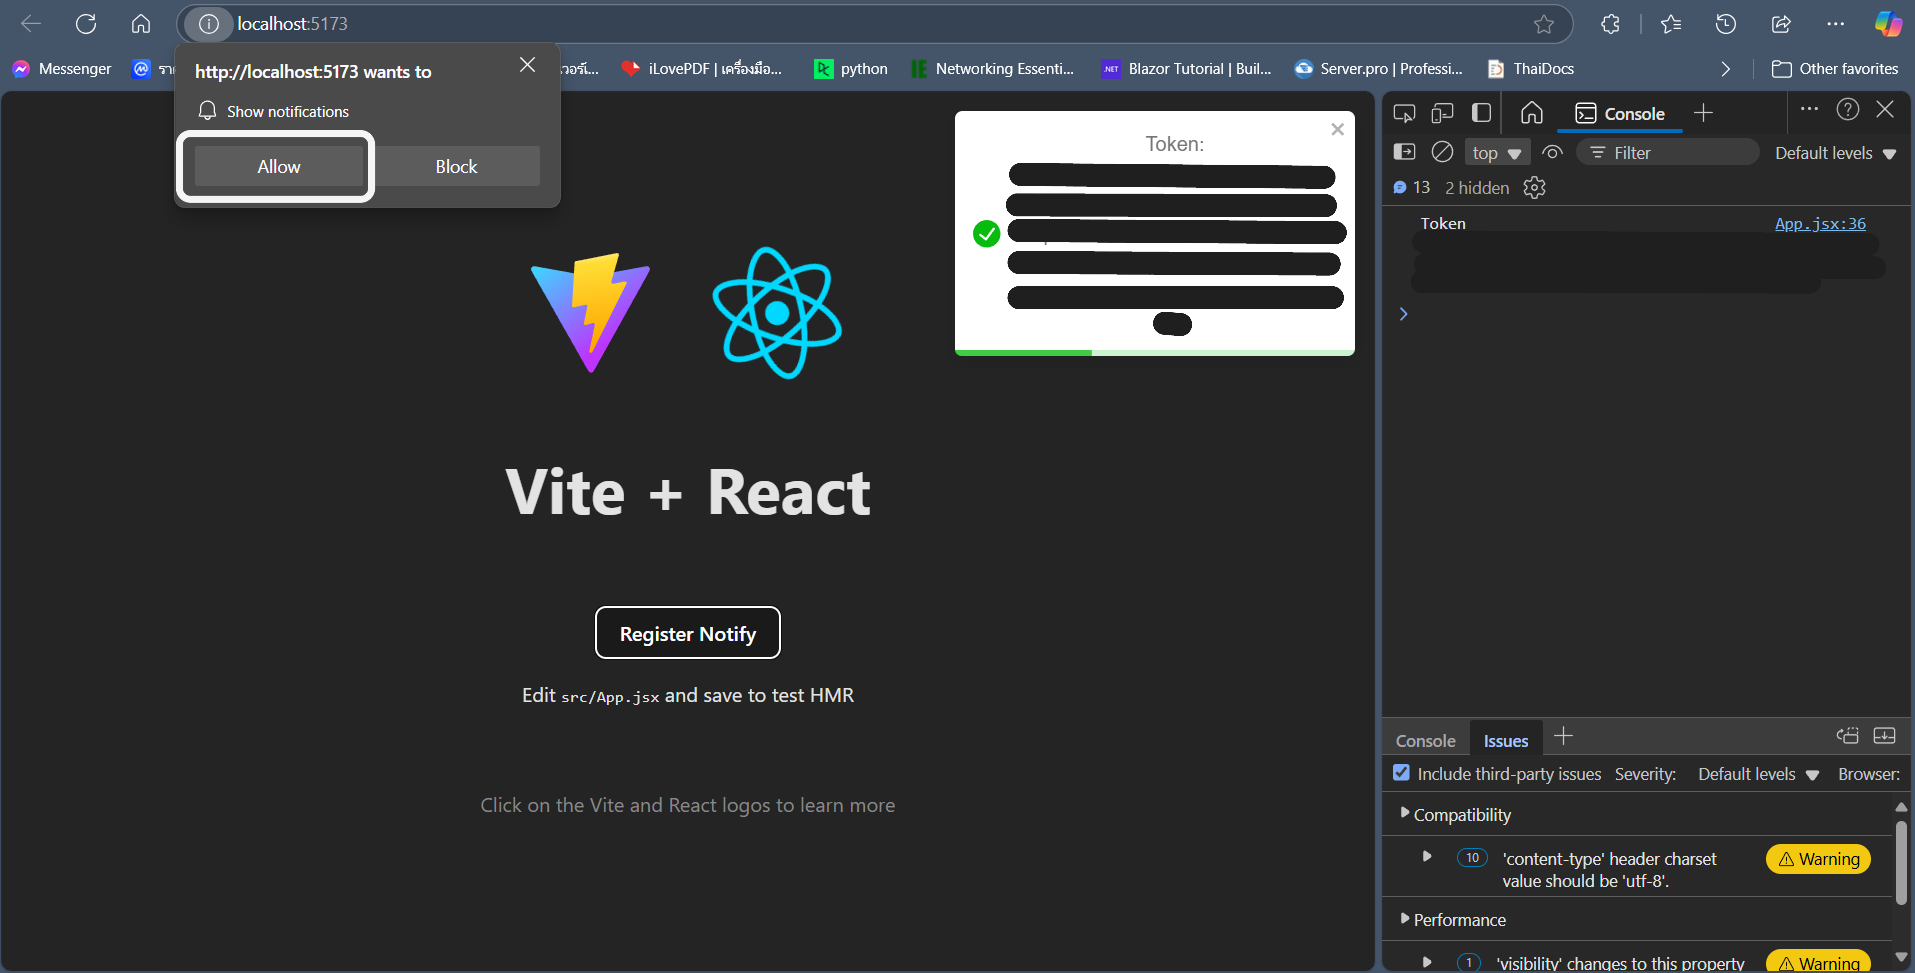 localhost:5173
Messenger
วอร์เ... iLovePDF | เครื่องมือ... python Networking Essenti... Blazor Tutorial | Buil... Server.pro | Professi... ThaiDocs Other favorites
http://localhost:5173 wants to
Show notifications
Allow Block
Token:
Vite + React
Register Notify
Edit src/App.jsx and save to test HMR
Click on the Vite and React logos to learn more
Console
top Filter Default levels
13 2 hidden
Token App.jsx:36
Console Issues
Include third-party issues Severity: Default levels Browser:
Compatibility
10 'content-type' header charset
value should be 'utf-8'. Warning
Performance
1 'visibility' changes to this property Warning